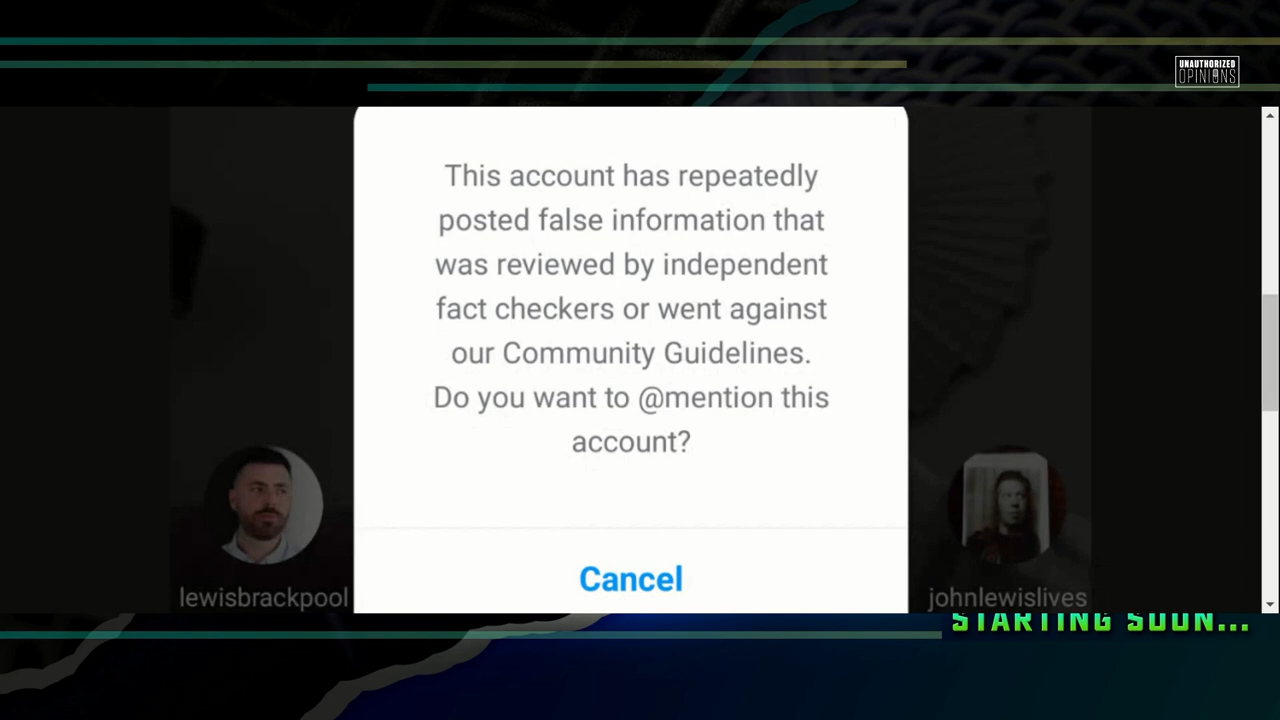 UNAUTHORIZED
OPINIONS
This account has repeatedly
posted false information that
was reviewed by independent
fact checkers or went against
our Community Guidelines.
Do you want to @mention this
account?
Cancel
lewisbrackpool
johnlewislives
STARTING SOON...